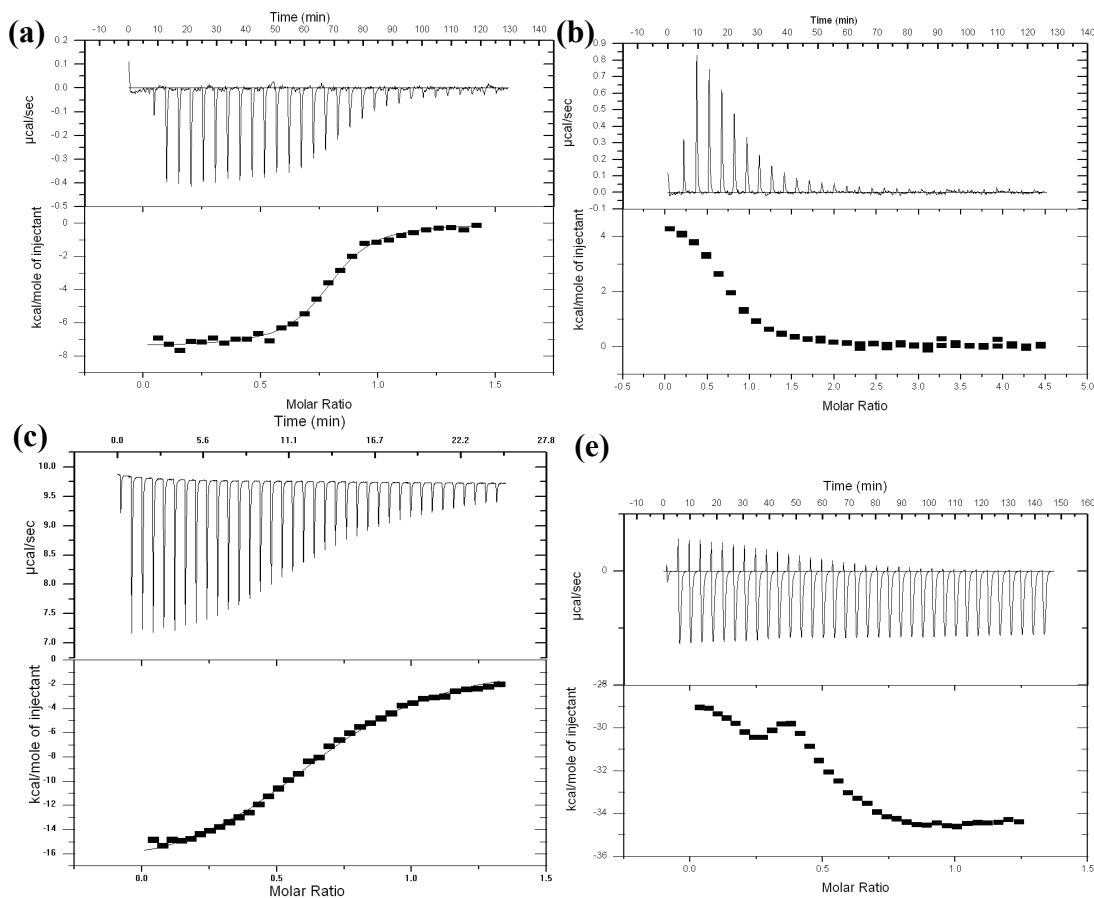 (a)
Time (min)
-10 0 10 20 30 40 50 60 70 80 90 100 110 120 130 140
0.2
0.1
0.0
-0.1
-0.2
-0.3
-0.4
-0.5
µcal/sec
0
-2
-4
-6
-8
kcal/mole of injectant
0.0 0.5 1.0 1.5
Molar Ratio
(b)
Time (min)
-10 0 10 20 30 40 50 60 70 80 90 100 110 120 130 140
0.9
0.8
0.7
0.6
0.5
0.4
0.3
0.2
0.1
0.0
-0.1
µcal/sec
4
2
0
kcal/mole of injectant
-0.5 0.0 0.5 1.0 1.5 2.0 2.5 3.0 3.5 4.0 4.5 5.0
Molar Ratio
(c)
Time (min)
0.0 5.6 11.1 16.7 22.2 27.8
10.0
9.5
9.0
8.5
8.0
7.5
7.0
µcal/sec
0
-2
-4
-6
-8
-10
-12
-14
-16
kcal/mole of injectant
0.0 0.5 1.0 1.5
Molar Ratio
(e)
Time (min)
-10 0 10 20 30 40 50 60 70 80 90 100 110 120 130 140 150 160
0
µcal/sec
-28
-30
-32
-34
-36
kcal/mole of injectant
0.0 0.5 1.0 1.5
Molar Ratio